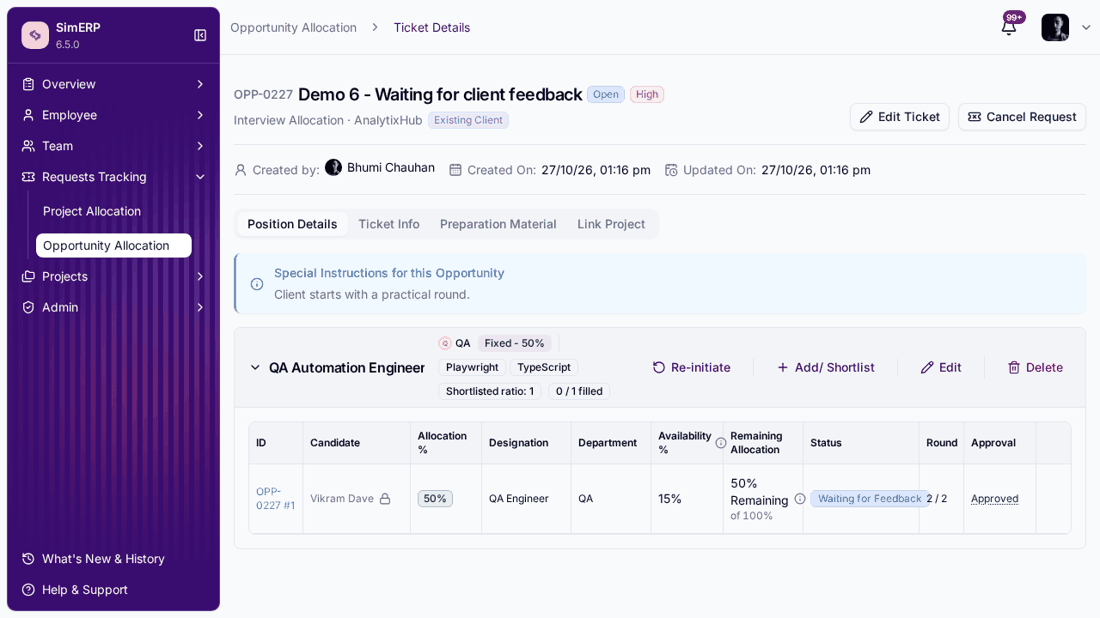 SimERP
6.5.0
Overview
Employee
Team
Requests Tracking
Project Allocation
Opportunity Allocation
Projects
Admin
What's New & History
Help & Support
Opportunity Allocation
Ticket Details
99+
OPP-0227 Demo 6 - Waiting for client feedback Open High
Interview Allocation · AnalytixHub Existing Client
Edit Ticket
Cancel Request
Created by: Bhumi Chauhan Created On: 27/10/26, 01:16 pm Updated On: 27/10/26, 01:16 pm
Position Details Ticket Info Preparation Material Link Project
Special Instructions for this Opportunity
Client starts with a practical round.
QA Automation Engineer
Q QA Fixed - 50%
Playwright TypeScript
Shortlisted ratio: 1 0 / 1 filled
Re-initiate Add/ Shortlist Edit Delete
ID Candidate Allocation % Designation Department Availability % Remaining Allocation Status Round Approval
OPP-0227 #1 Vikram Dave 50% QA Engineer QA 15% 50% Remaining of 100% Waiting for Feedback 2 / 2 Approved